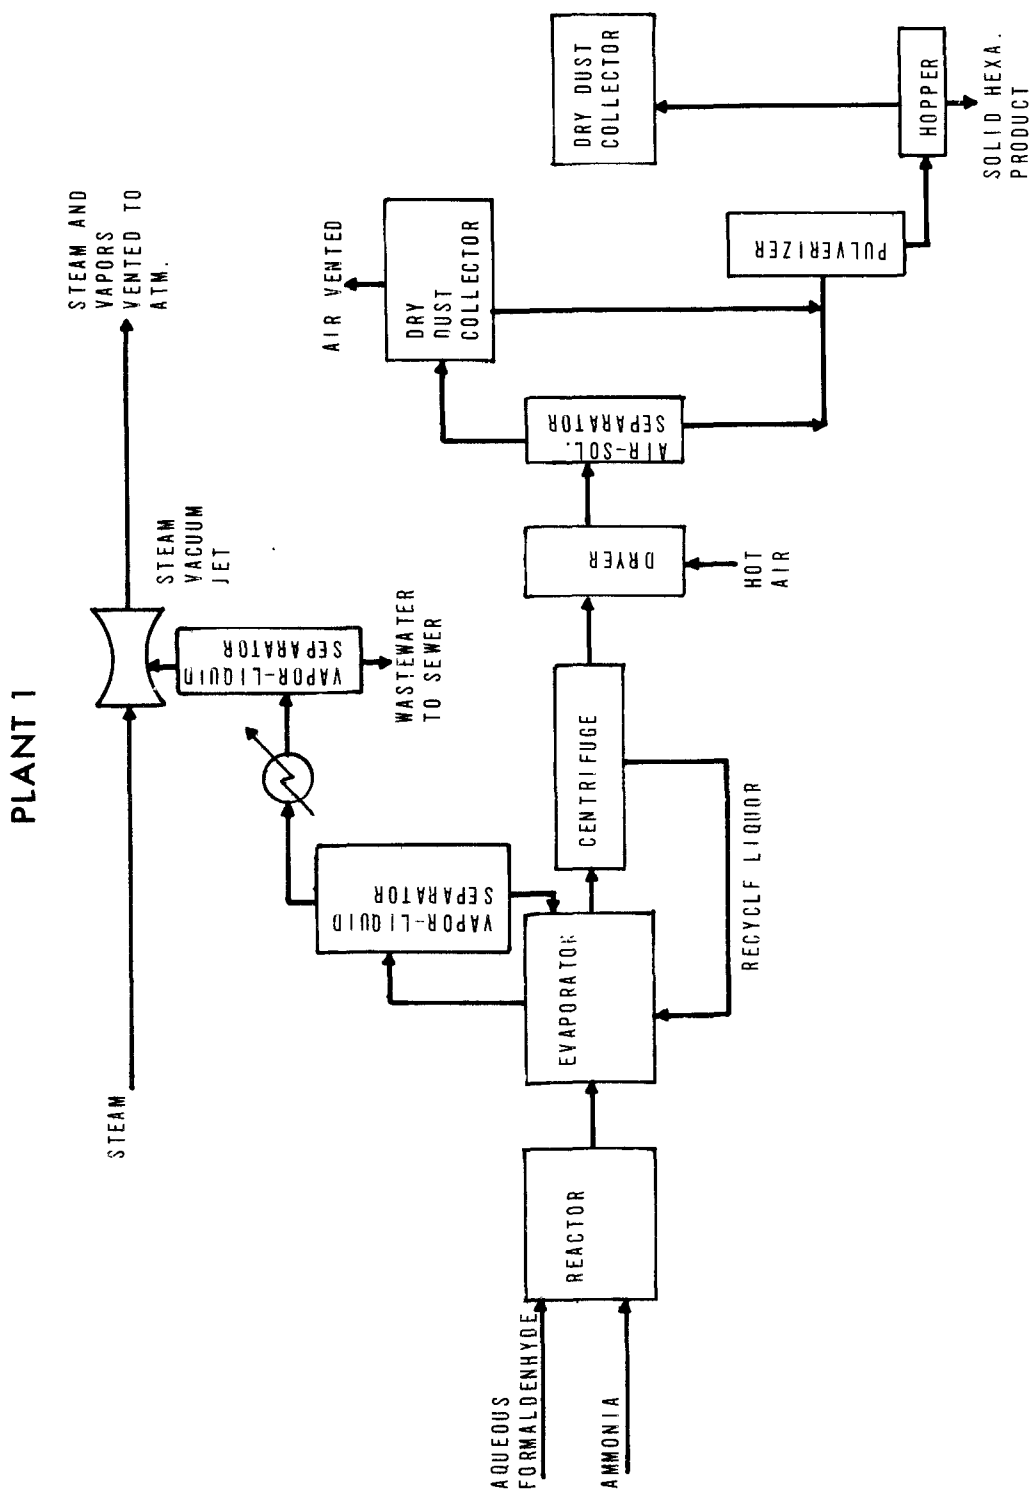 PLANT 1
STEAM
STEAM
VACUUM
JET
STEAM AND
VAPORS
VENTED TO
ATM.
VAPOR-LIQUID
SEPARATOR
WASTEWATER
TO SEWER
VAPOR-LIQUID
SEPARATOR
AIR VENTED
DRY
DUST
COLLECTOR
DRY DUST
COLLECTOR
AQUEOUS
FORMALDENHYDE
AMMONIA
REACTOR
EVAPORATOR
CENTRIFUGE
RECYCLF LIQUOR
DRYER
HOT
AIR
AIR-SOL.
SEPARATOR
PULVERIZER
HOPPER
SOLID HEXA.
PRODUCT